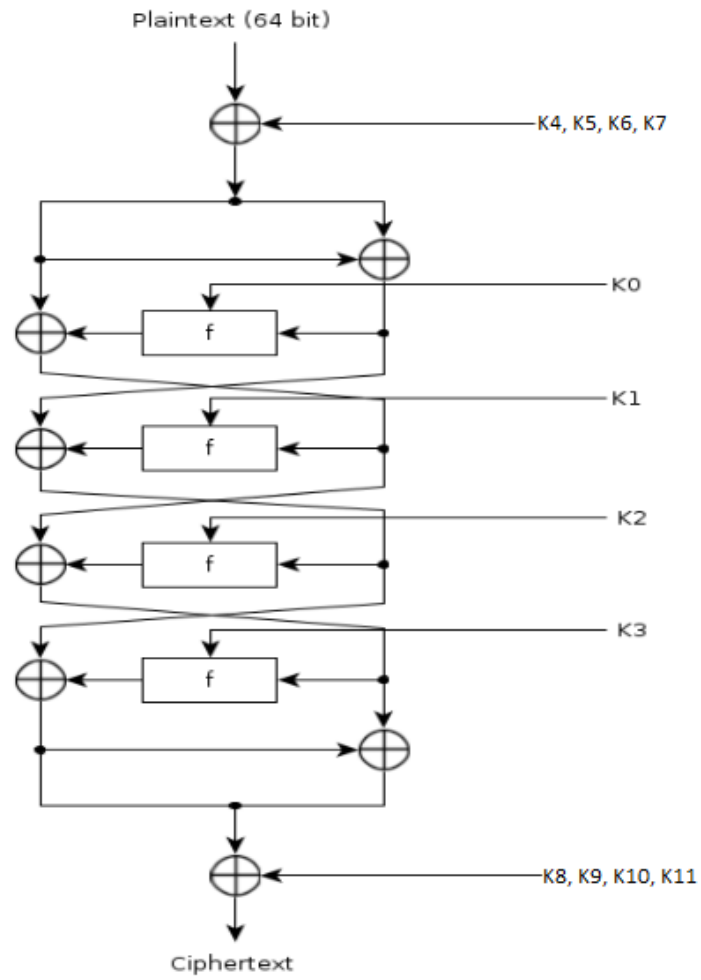 Plaintext (64 bit)
K4, K5, K6, K7
K0
f
K1
f
K2
f
K3
f
K8, K9, K10, K11
Ciphertext